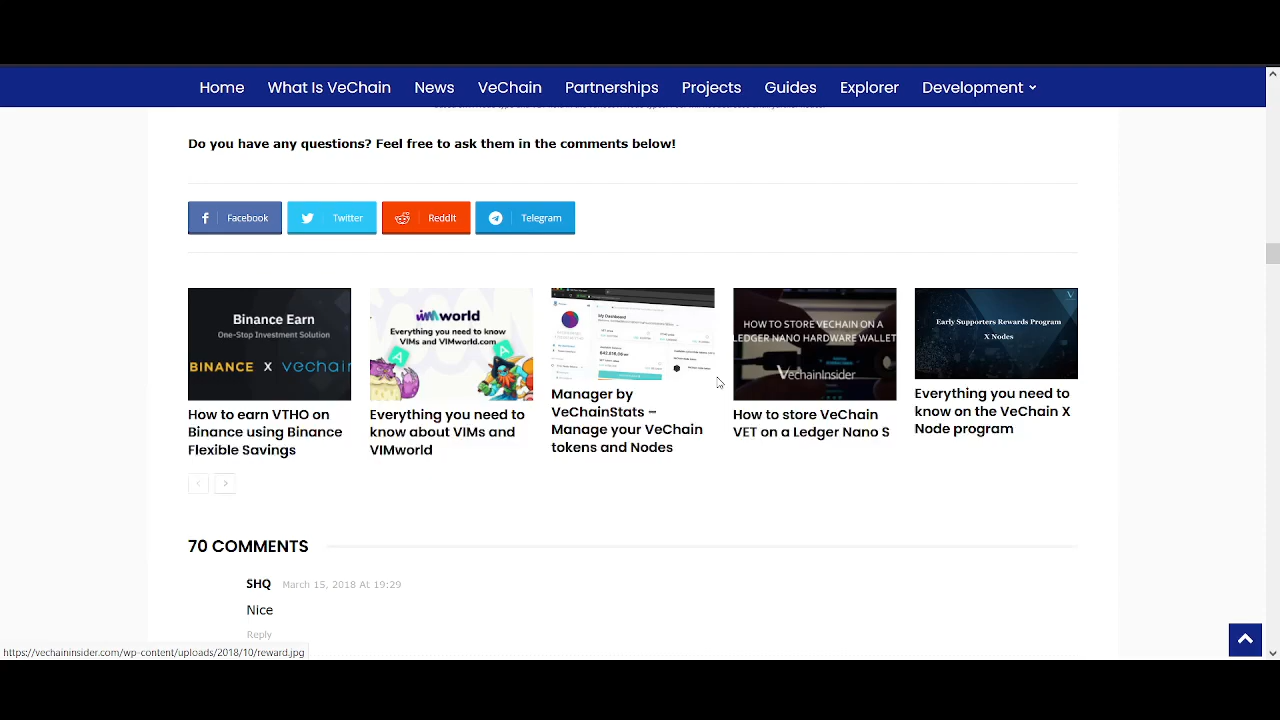 Home What Is VeChain News VeChain Partnerships Projects Guides Explorer Development
Do you have any questions? Feel free to ask them in the comments below!
Facebook Twitter ReddIt Telegram
Binance Earn
One-Stop Investment Solution
BINANCE X vechain
vimworld
Everything you need to know
VIMs and VIMworld.com
My Dashboard
HOW TO STORE VECHAIN ON A
LEDGER NANO HARDWARE WALLET
VechainInsider
Early Supporters Rewards Program
X Nodes
How to earn VTHO on
Binance using Binance
Flexible Savings
Everything you need to
know about VIMs and
VIMworld
Manager by
VeChainStats –
Manage your VeChain
tokens and Nodes
How to store VeChain
VET on a Ledger Nano S
Everything you need to
know on the VeChain X
Node program
70 COMMENTS
SHQ March 15, 2018 At 19:29
Nice
Reply
https://vechaininsider.com/wp-content/uploads/2018/10/reward.jpg